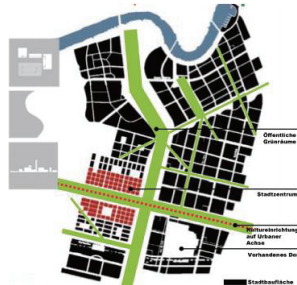 Öffentliche
Grünräume
Stadtzentrum
Kultureinrichtung
auf Urbaner
Achse
Vorhandenes Do
Stadtbaufläche